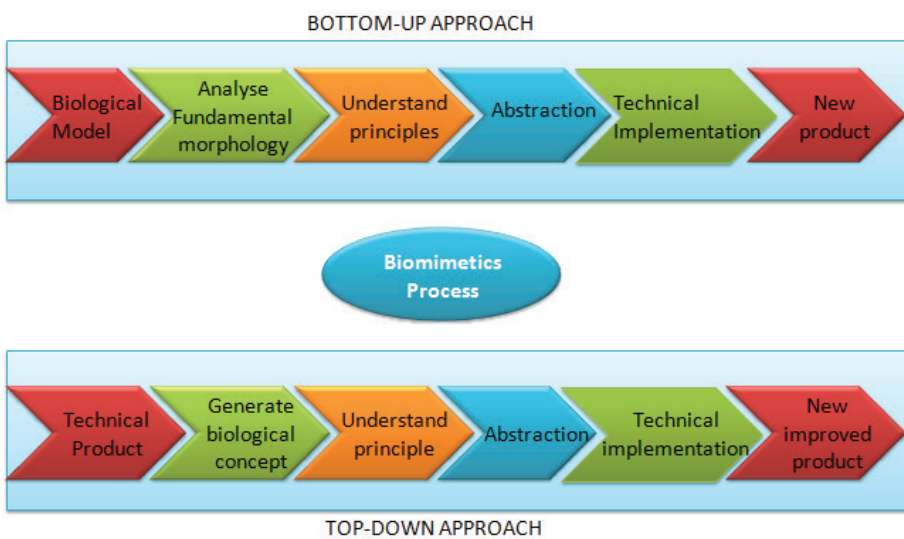 BOTTOM-UP APPROACH
Biological
Model
Analyse
Fundamental
morphology
Understand
principles
Abstraction
Technical
Implementation
New
product
Biomimetics
Process
Technical
Product
Generate
biological
concept
Understand
principle
Abstraction
Technical
implementation
New
improved
product
TOP-DOWN APPROACH